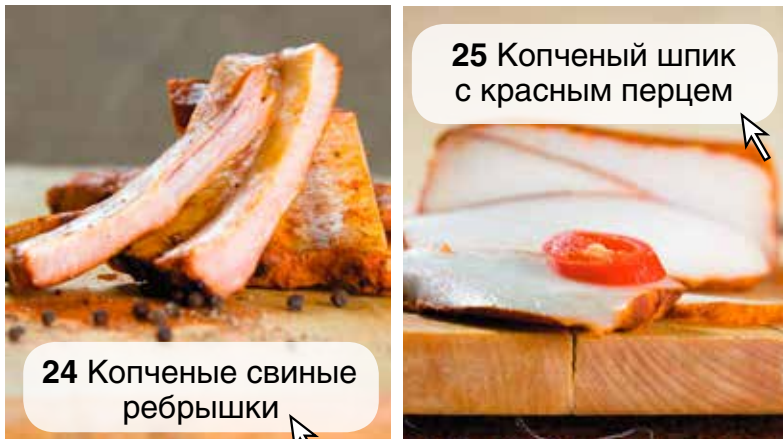 24 Копченые свиные
ребрышки
25 Копченый шпик
с красным перцем